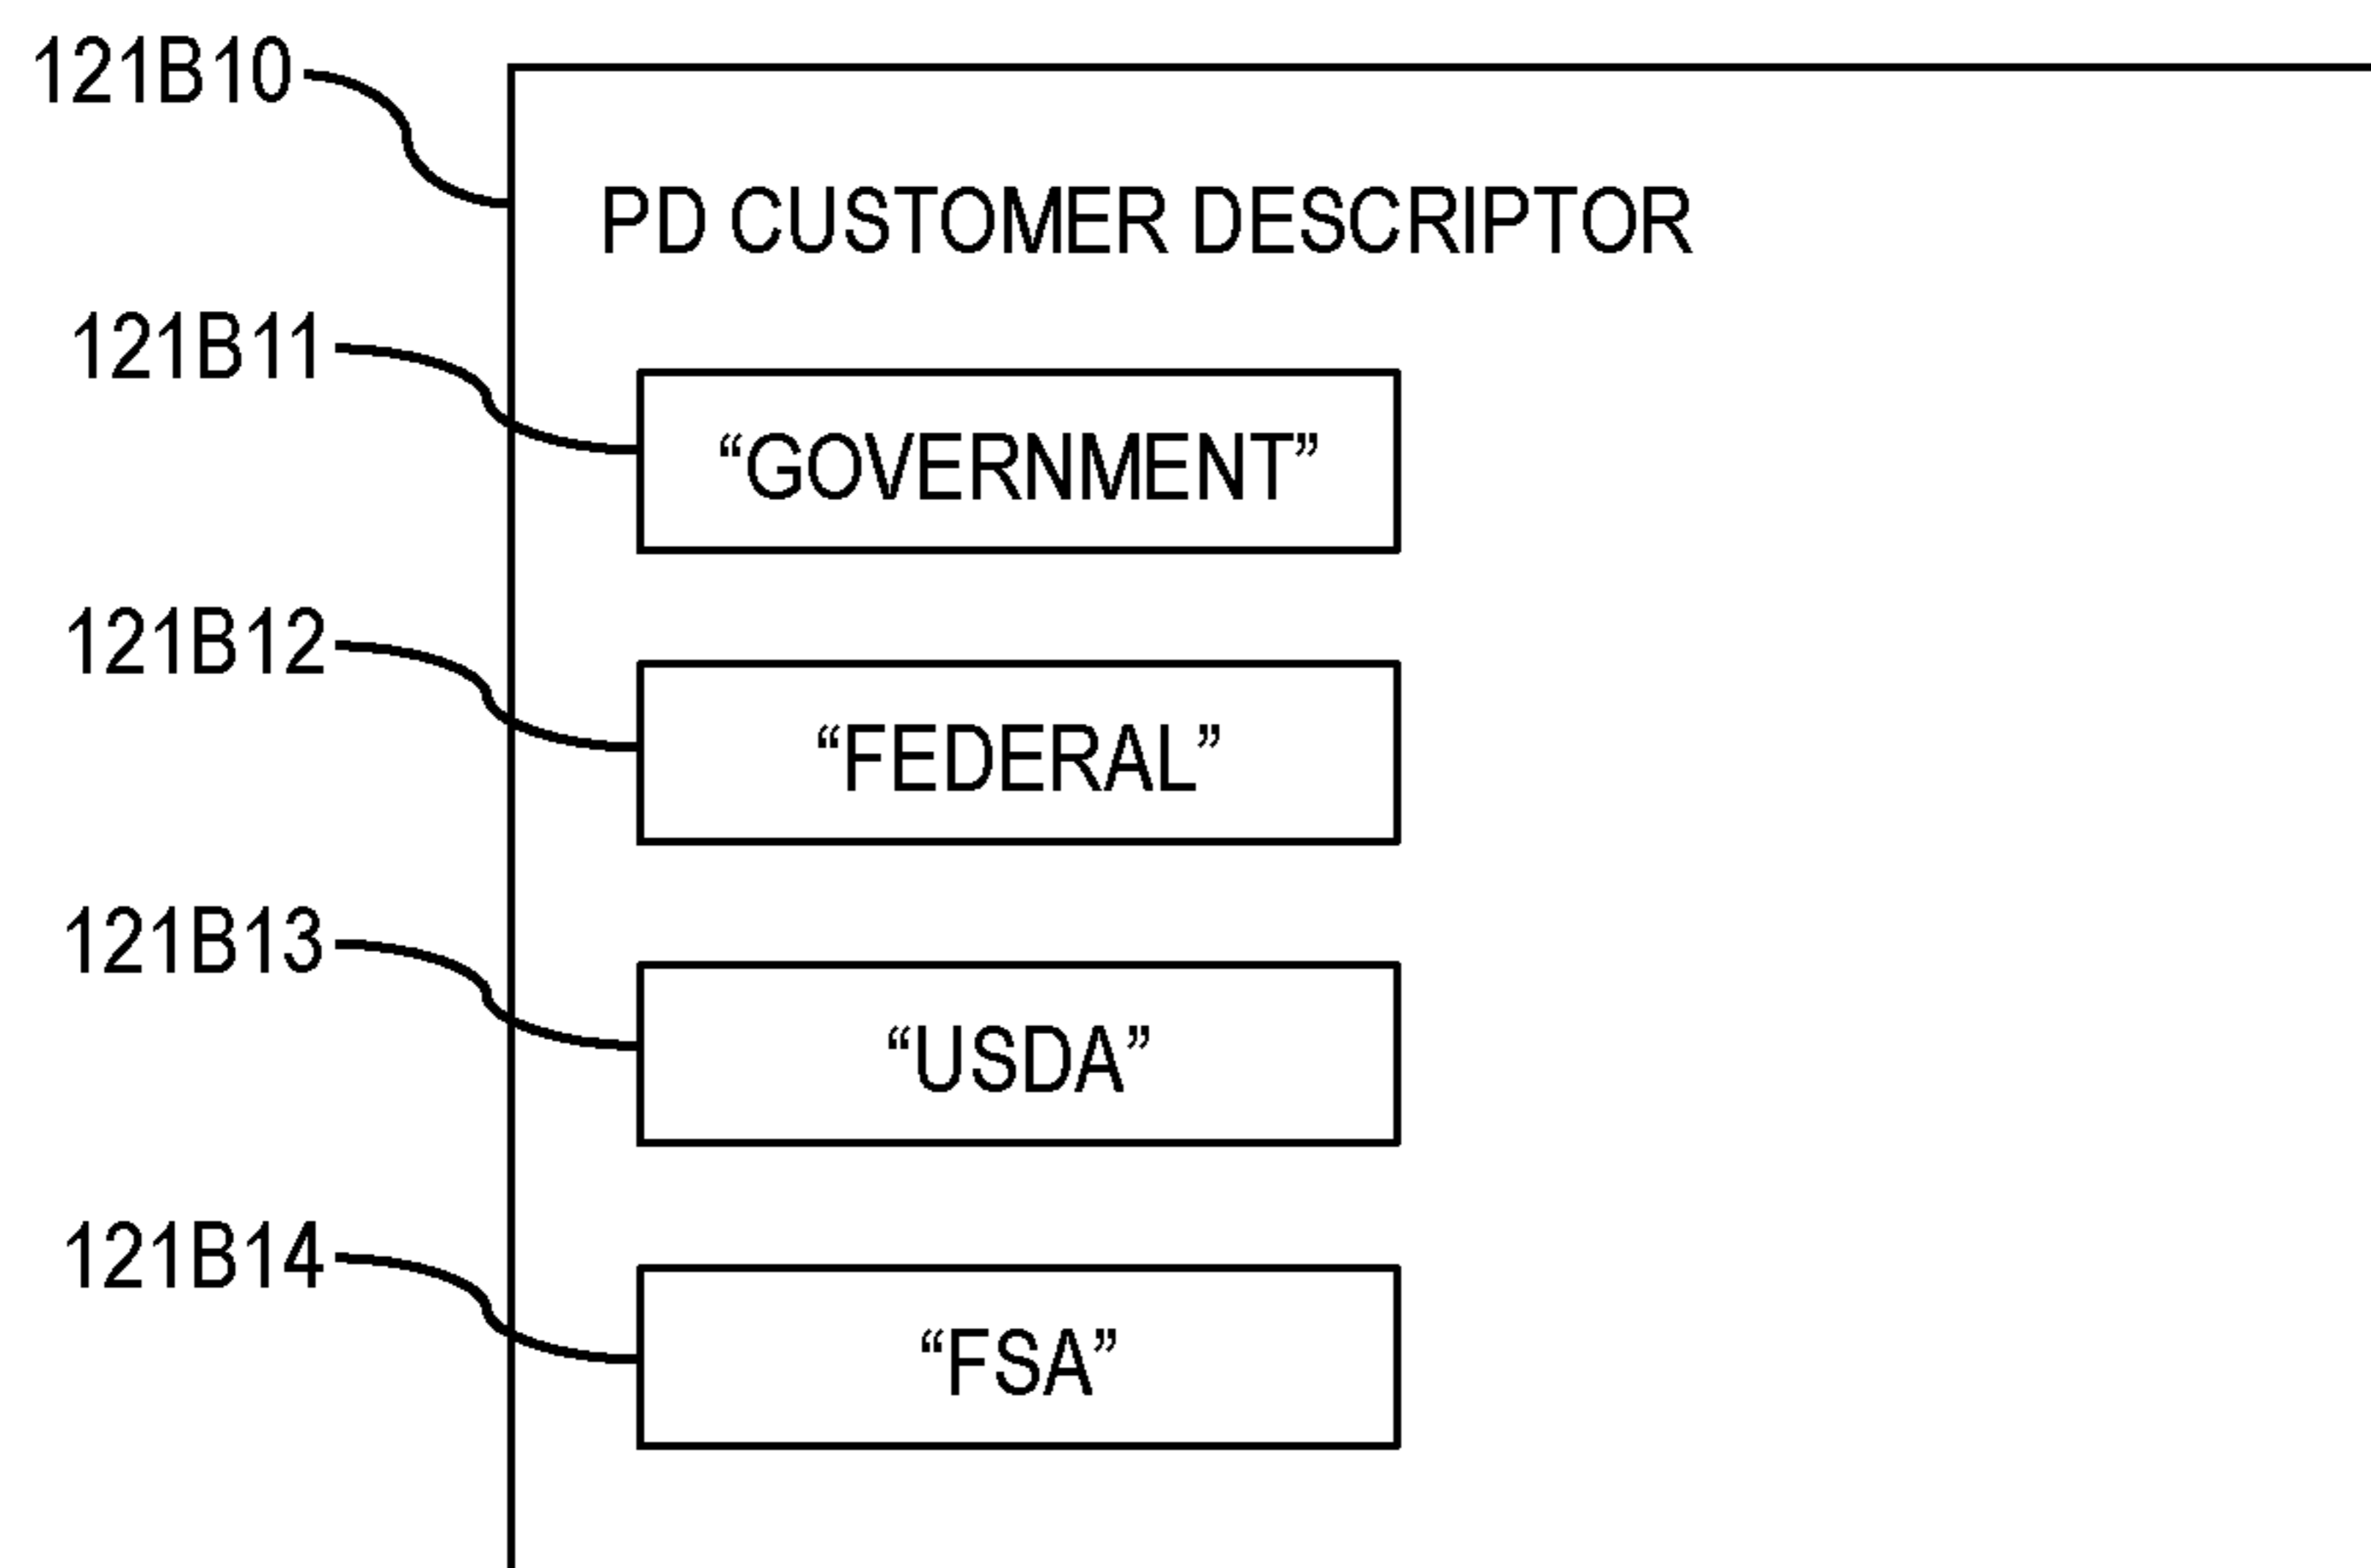 121B10
PD CUSTOMER DESCRIPTOR
121B11
“GOVERNMENT”
121B12
“FEDERAL”
121B13
“USDA”
121B14
“FSA”